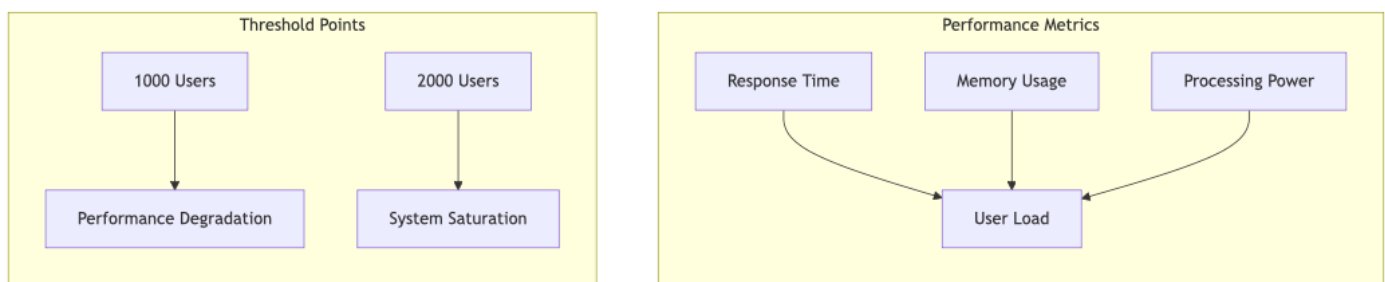 Threshold Points
1000 Users
2000 Users
Performance Degradation
System Saturation
Performance Metrics
Response Time
Memory Usage
Processing Power
User Load